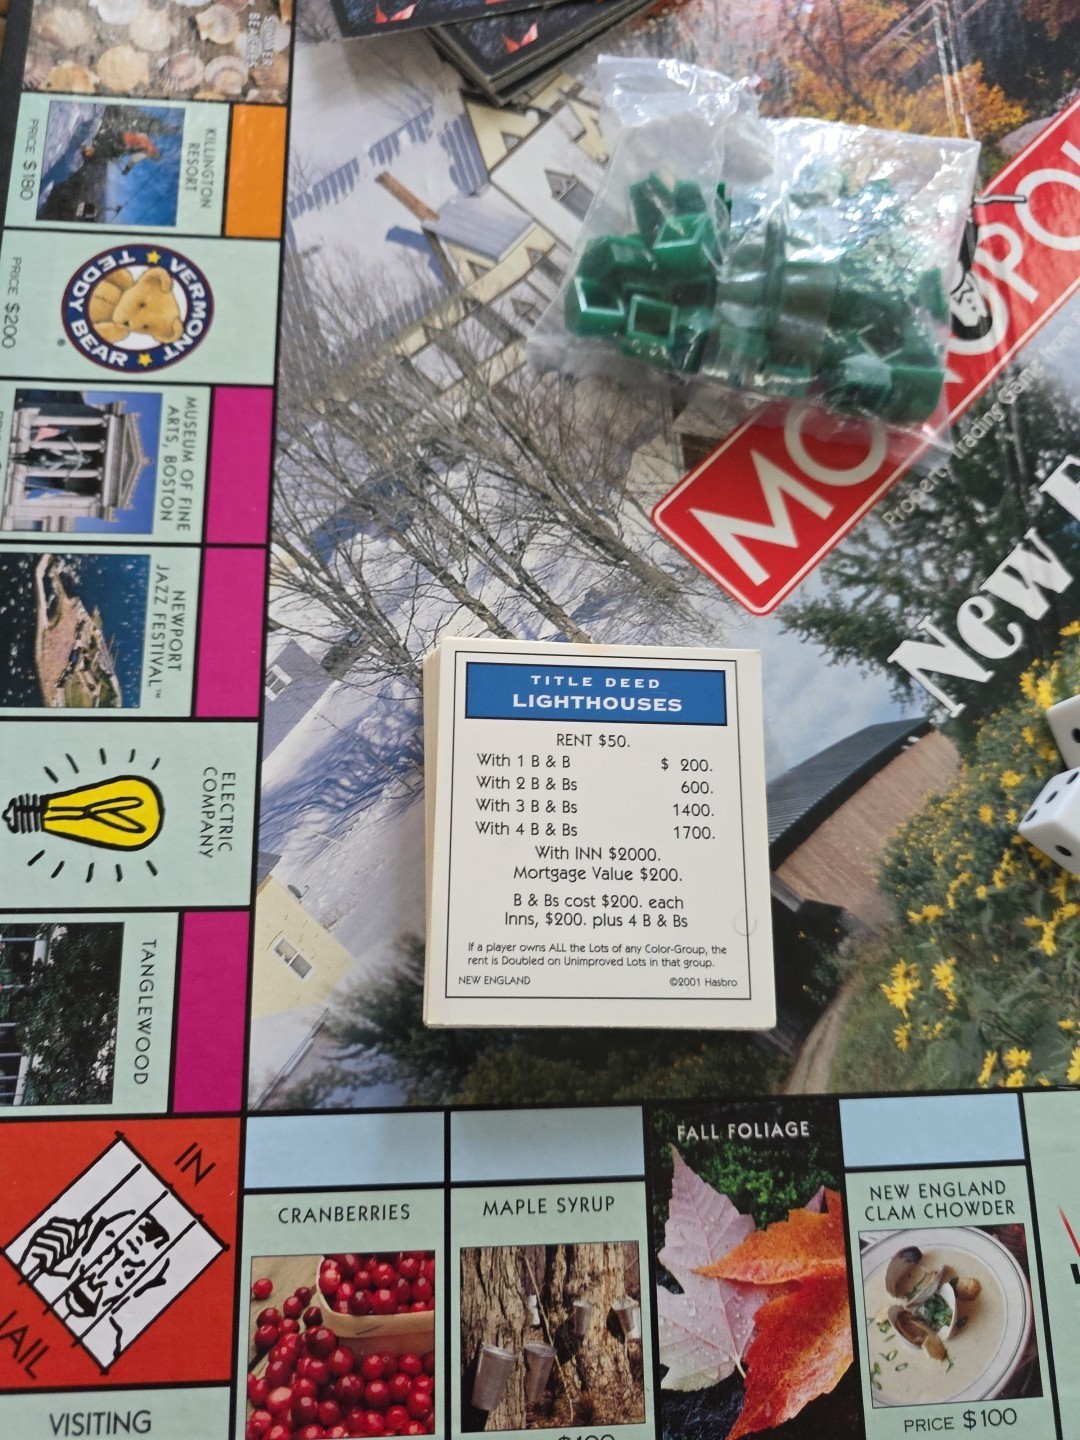 SUMMER
BEACHES
KILLINGTON
RESORT
PRICE $180
VERMONT
TEDDY BEAR
PRICE $200
MUSEUM OF FINE
ARTS, BOSTON
NEWPORT
JAZZ FESTIVAL™
ELECTRIC
COMPANY
TANGLEWOOD
IN
JAIL
VISITING
CRANBERRIES
MAPLE SYRUP
FALL FOLIAGE
NEW ENGLAND
CLAM CHOWDER
PRICE $100
Property Trading Game from
New
TITLE DEED
LIGHTHOUSES
RENT $50.
With 1 B & B $ 200.
With 2 B & Bs 600.
With 3 B & Bs 1400.
With 4 B & Bs 1700.
With INN $2000.
Mortgage Value $200.
B & Bs cost $200. each
Inns, $200. plus 4 B & Bs
If a player owns ALL the Lots of any Color-Group, the
rent is Doubled on Unimproved Lots in that group.
NEW ENGLAND ©2001 Hasbro